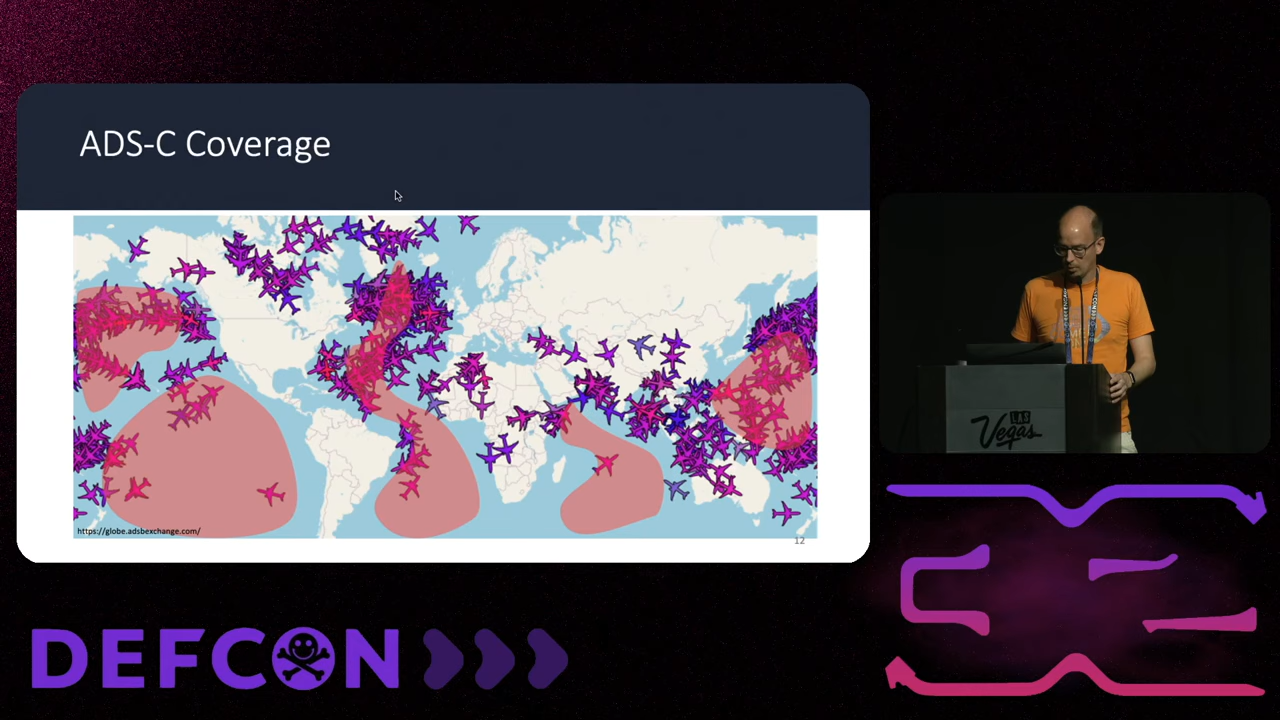 ADS-C Coverage
https://globe.adsbexchange.com/
12
LAS
Vegas
DEFCON